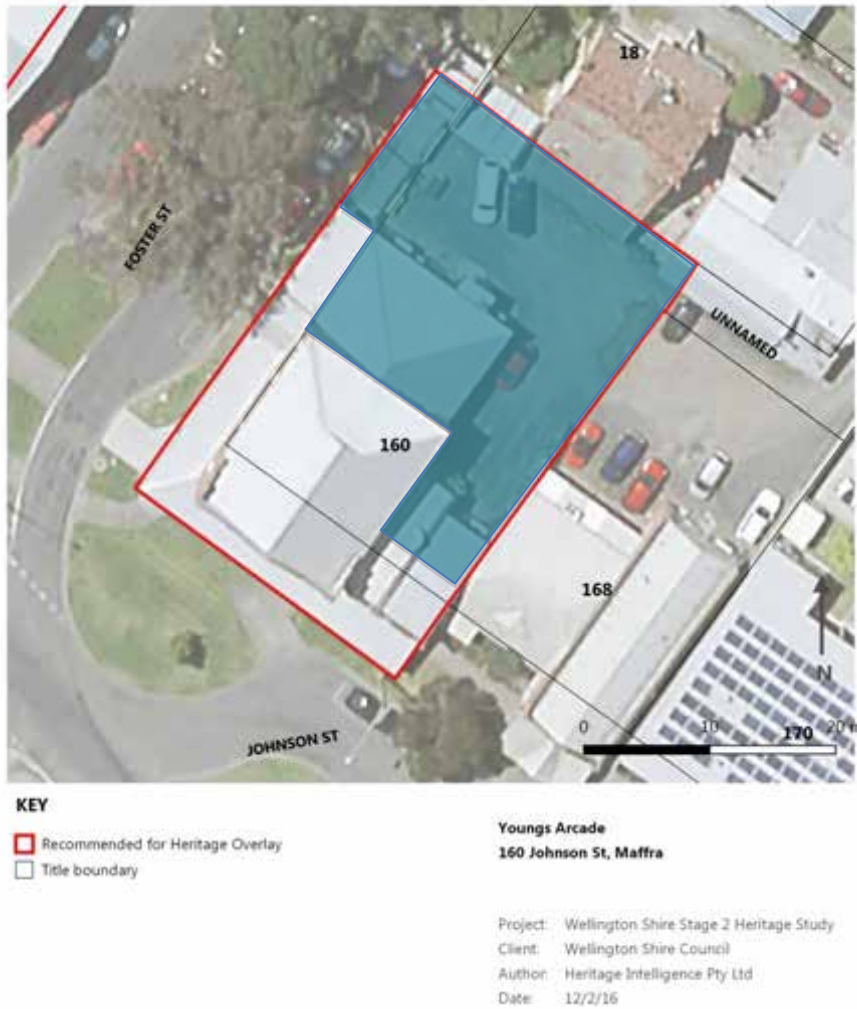 18
FOSTER ST
UNNAMED
160
168
N
0 10 170 20 m
JOHNSON ST
KEY
Recommended for Heritage Overlay
Title boundary
Youngs Arcade
160 Johnson St, Maffra
Project: Wellington Shire Stage 2 Heritage Study
Client: Wellington Shire Council
Author: Heritage Intelligence Pty Ltd
Date: 12/2/16